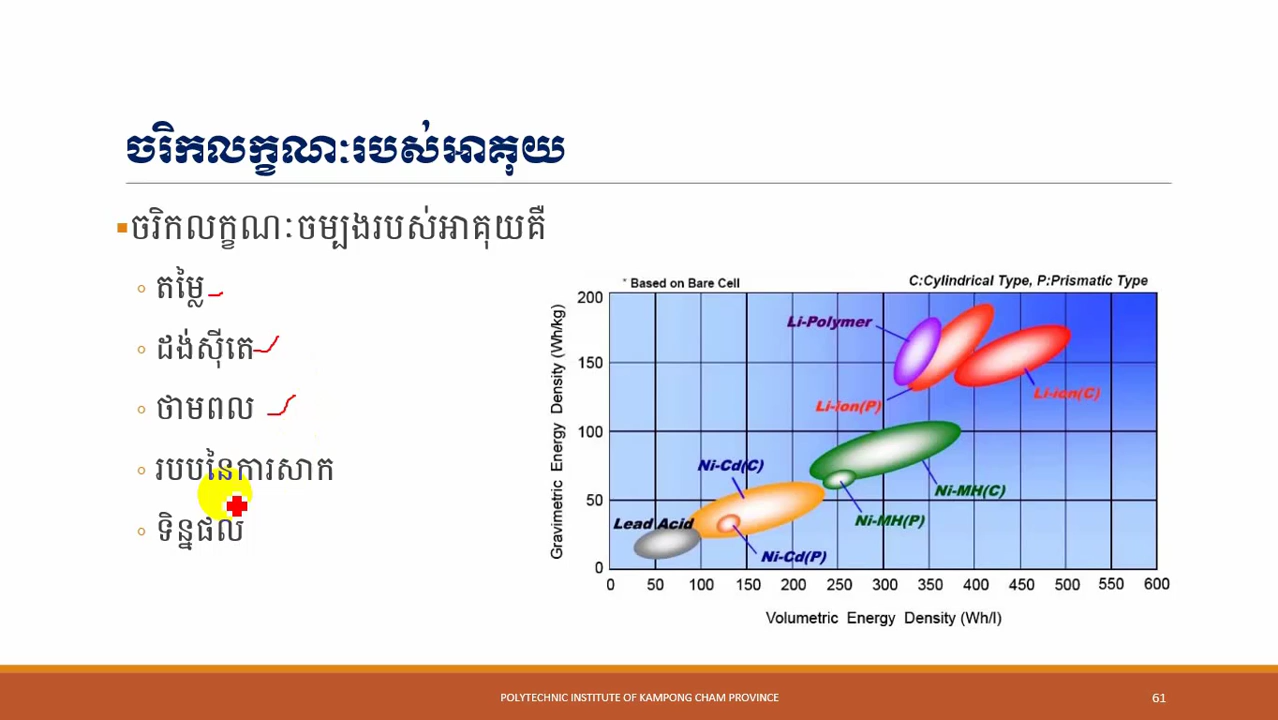 ចរិកលក្ខណៈរបស់អាគុយ
▪ចរិកលក្ខណៈចម្បងរបស់អាគុយគឺ
◦ តម្លៃ
◦ ដង់ស៊ីតេ
◦ ថាមពល
◦ របបនៃការសាក
◦ ទិន្នផល
* Based on Bare Cell
C:Cylindrical Type, P:Prismatic Type
Gravimetric Energy Density (Wh/kg)
200
150
100
50
0
Li-Polymer
Li-ion(P)
Li-ion(C)
Ni-Cd(C)
Ni-MH(C)
Ni-MH(P)
Lead Acid
Ni-Cd(P)
0 50 100 150 200 250 300 350 400 450 500 550 600
Volumetric Energy Density (Wh/l)
POLYTECHNIC INSTITUTE OF KAMPONG CHAM PROVINCE
61